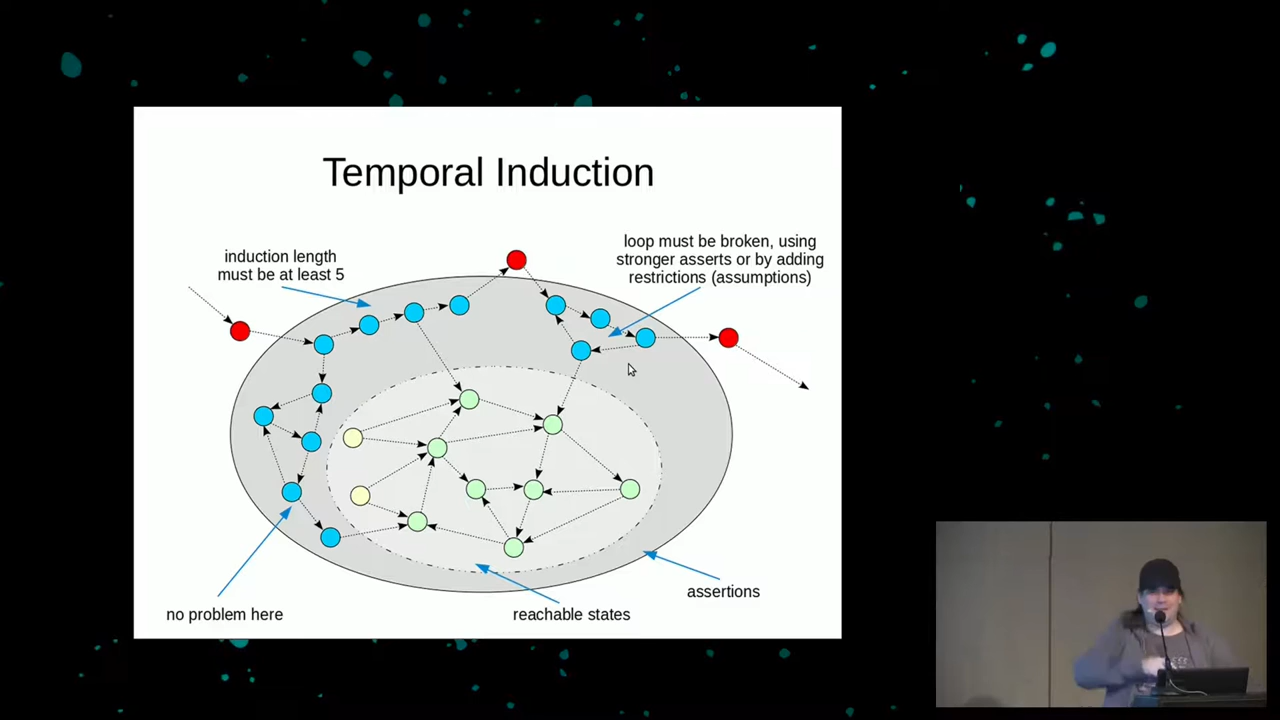 Temporal Induction
induction length
must be at least 5
loop must be broken, using
stronger asserts or by adding
restrictions (assumptions)
no problem here
reachable states
assertions